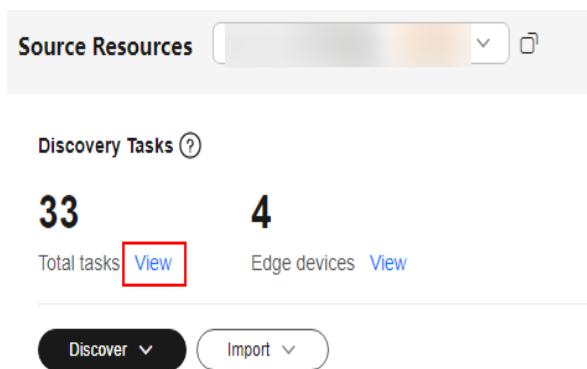 Source Resources
Discovery Tasks ?
33 4
Total tasks View Edge devices View
Discover Import